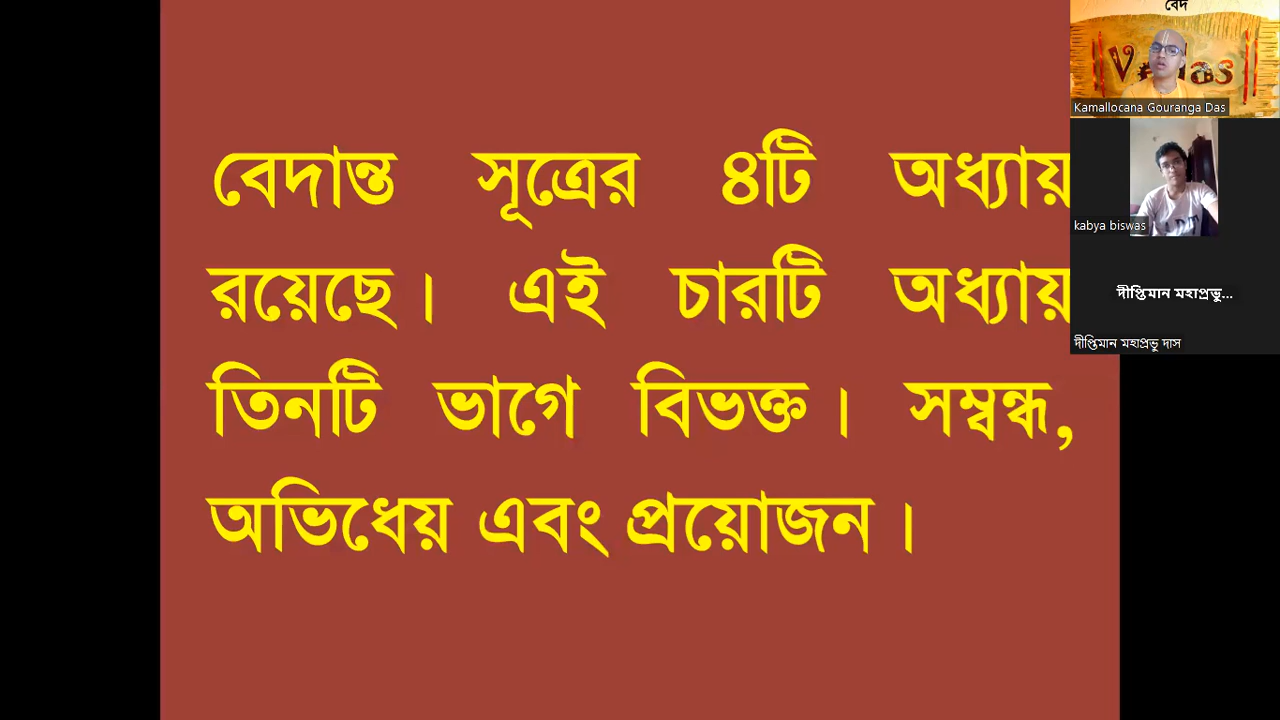 বেদান্ত সূত্রের ৪টি অধ্যায়
রয়েছে। এই চারটি অধ্যায়
তিনটি ভাগে বিভক্ত। সম্বন্ধ,
অভিধেয় এবং প্রয়োজন।
বেদ
Vedas
Kamallocana Gouranga Das
kabya biswas
দীপ্তিমান মহাপ্রভু...
দীপ্তিমান মহাপ্রভু দাস